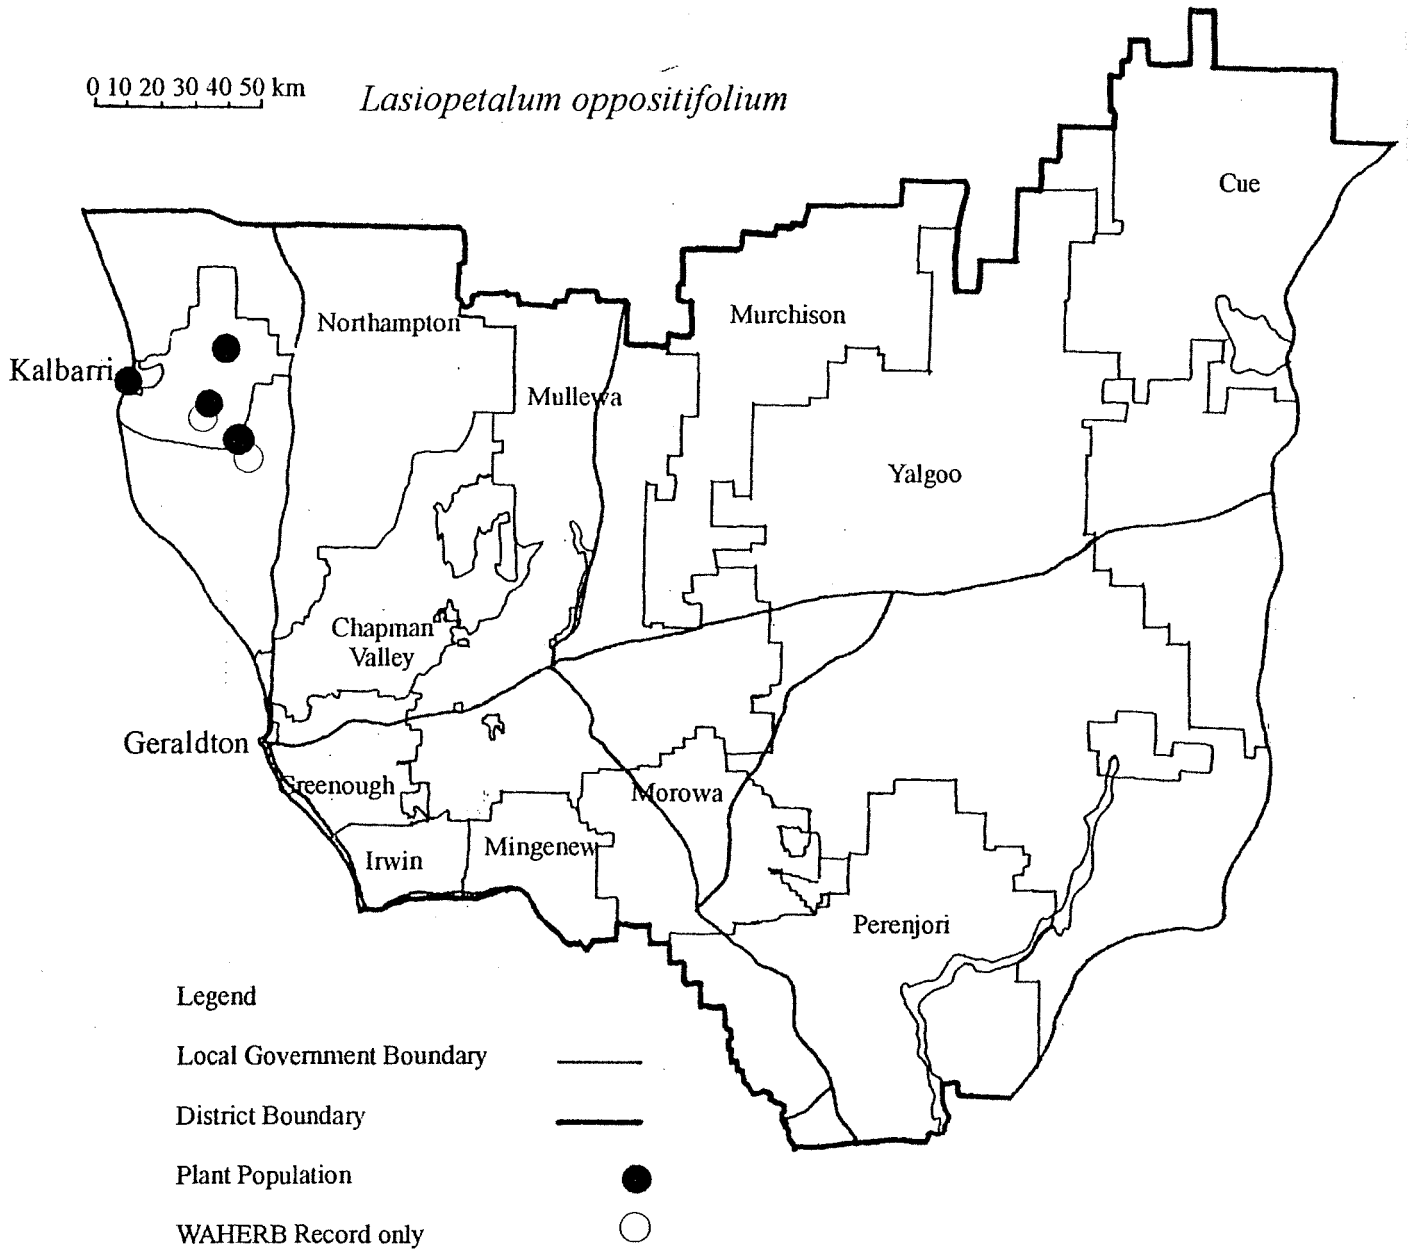 0 10 20 30 40 50 km
Lasiopetalum oppositifolium
Cue
Northampton
Murchison
Kalbarri
Mullewa
Yalgoo
Chapman
Valley
Geraldton
Greenough
Morowa
Irwin
Mingenew
Perenjori
Legend
Local Government Boundary
District Boundary
Plant Population
WAHERB Record only